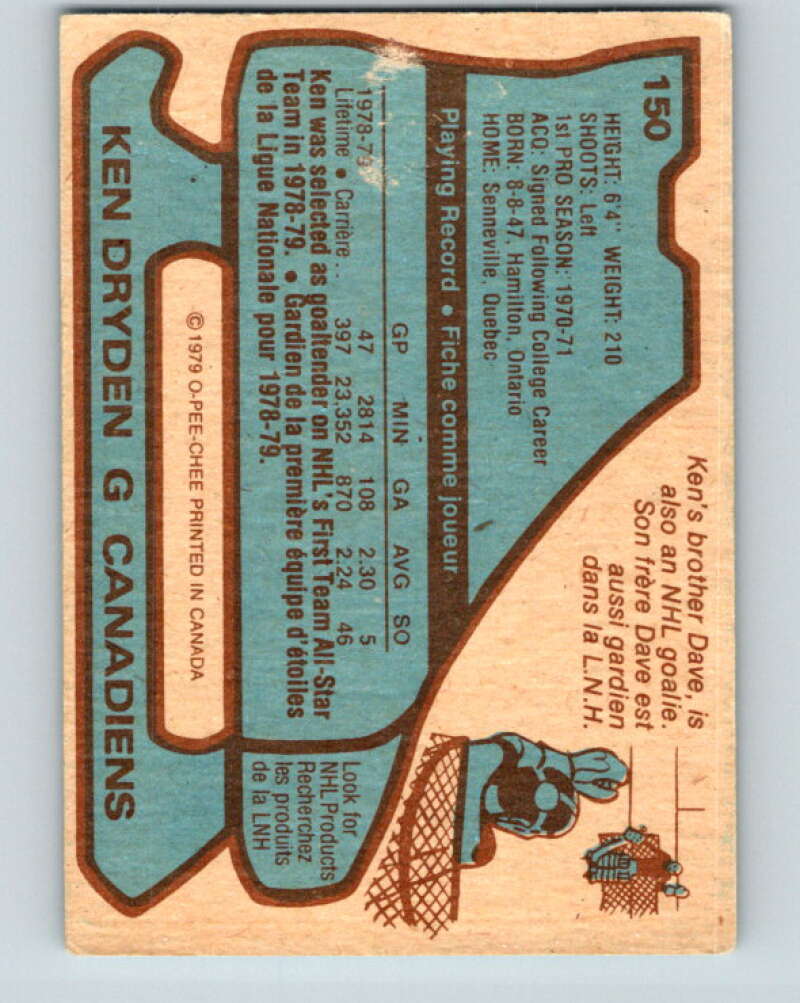 150
HEIGHT: 6'4" WEIGHT: 210
SHOOTS: Left
1st PRO SEASON: 1970-71
ACQ: Signed Following College Career
BORN: 8-8-47, Hamilton, Ontario
HOME: Senneville, Quebec
Ken's brother Dave, is
also an NHL goalie.
Son frère Dave est
aussi gardien
dans la L.N.H.
Playing Record • Fiche comme joueur
GP MIN GA AVG SO
1978-79 47 2814 108 2.30 5
Lifetime • Carrière .. 397 23,352 870 2.24 46
Ken was selected as goaltender on NHL's First Team All-Star
Team in 1978-79. • Gardien de la première équipe d'étoiles
de la Ligue Nationale pour 1978-79.
Look for
NHL Products
Recherchez
les produits
de la LNH
© 1979 O-PEE-CHEE PRINTED IN CANADA
KEN DRYDEN G CANADIENS